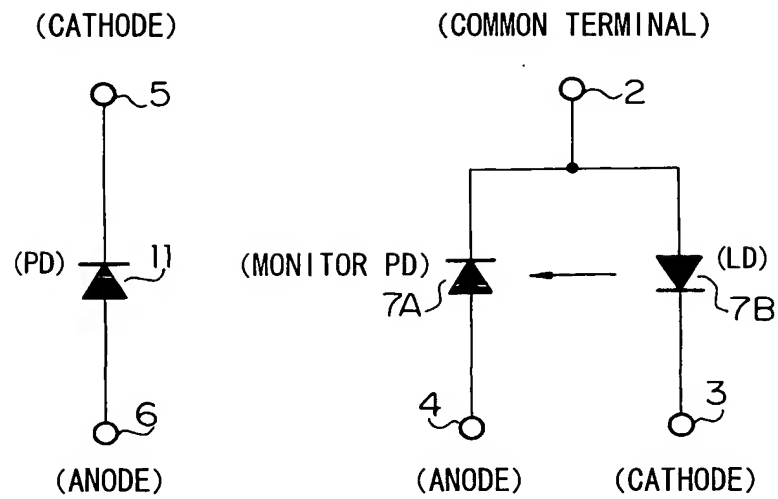 (CATHODE) (COMMON TERMINAL)
5 2
(PD) 11 (MONITOR PD) 7A (LD) 7B
6 4 3
(ANODE) (ANODE) (CATHODE)